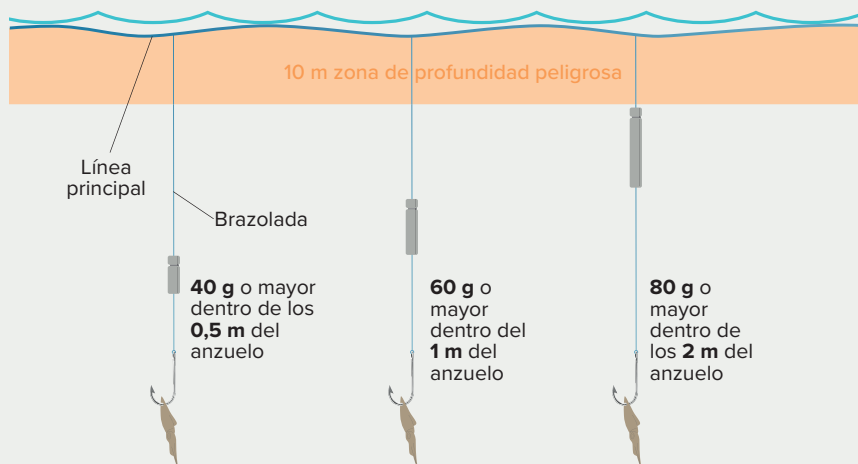 10 m zona de profundidad peligrosa
Línea
principal
Brazolada
40 g o mayor
dentro de los
0,5 m del
anzuelo
60 g o
mayor
dentro del
1 m del
anzuelo
80 g o
mayor
dentro de
los 2 m del
anzuelo